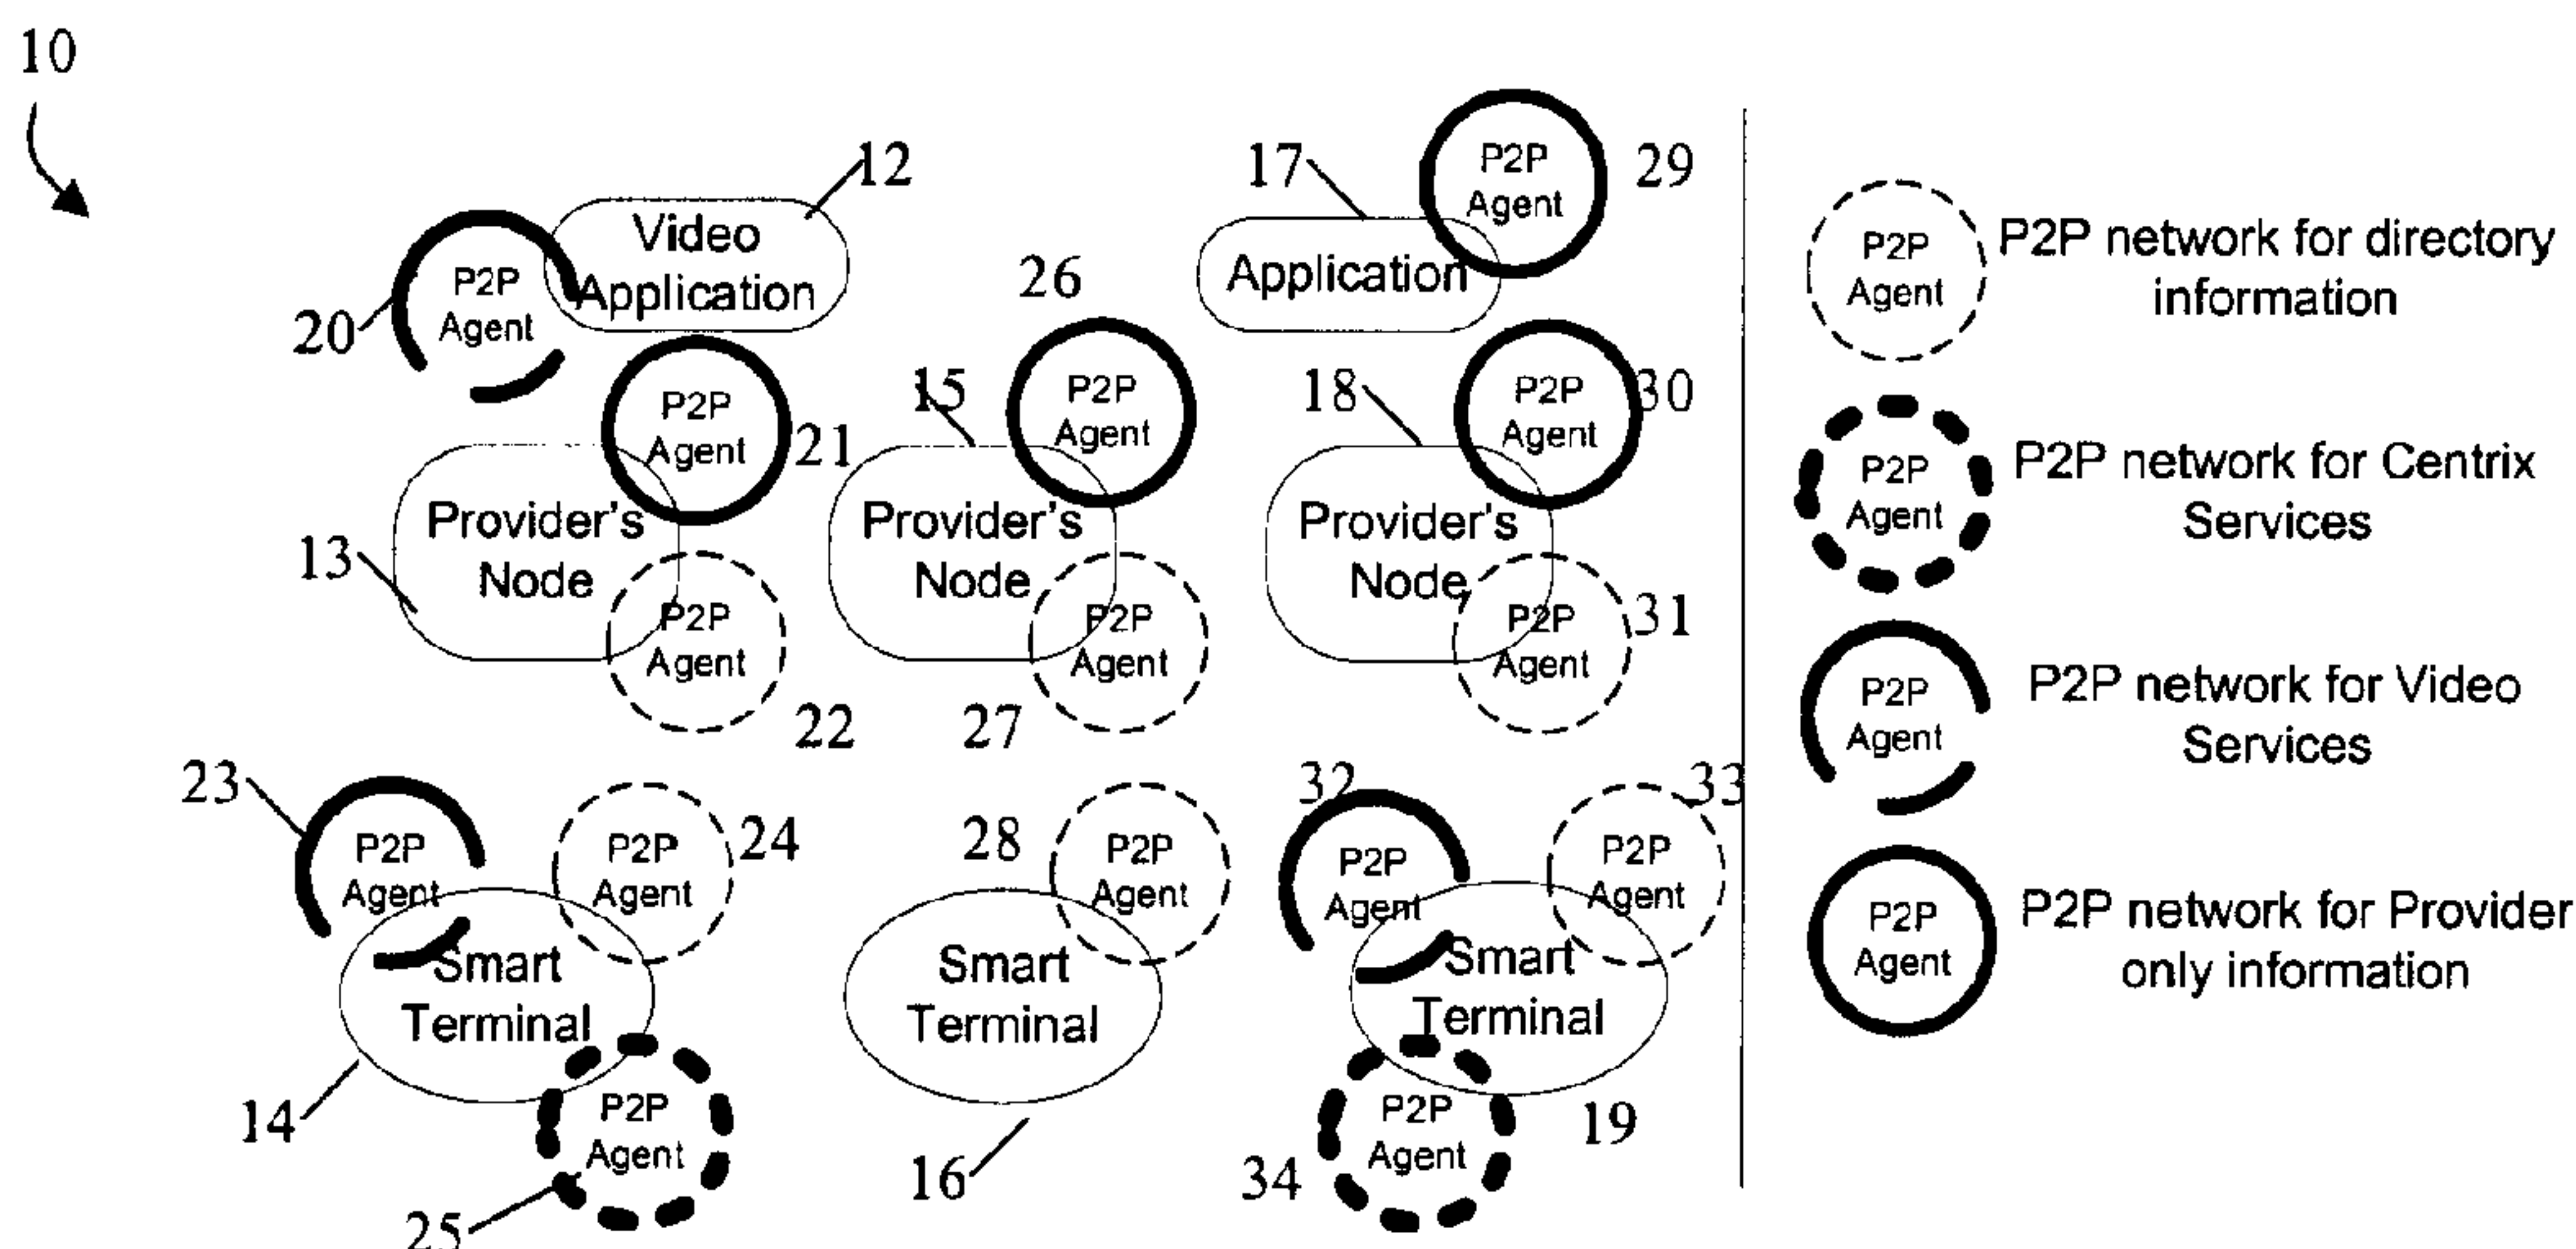 10
12
Video
Application
P2P
Agent
20
17
Application
P2P
Agent
29
P2P
Agent
21
Provider's
Node
13
P2P
Agent
22
26
P2P
Agent
15
Provider's
Node
P2P
Agent
27
P2P
Agent
30
18
Provider's
Node
P2P
Agent
31
23
P2P
Agent
P2P
Agent
24
Smart
Terminal
14
P2P
Agent
25
28
P2P
Agent
Smart
Terminal
16
32
P2P
Agent
33
P2P
Agent
Smart
Terminal
19
P2P
Agent
34
P2P
Agent
P2P network for directory
information
P2P
Agent
P2P network for Centrix
Services
P2P
Agent
P2P network for Video
Services
P2P
Agent
P2P network for Provider
only information